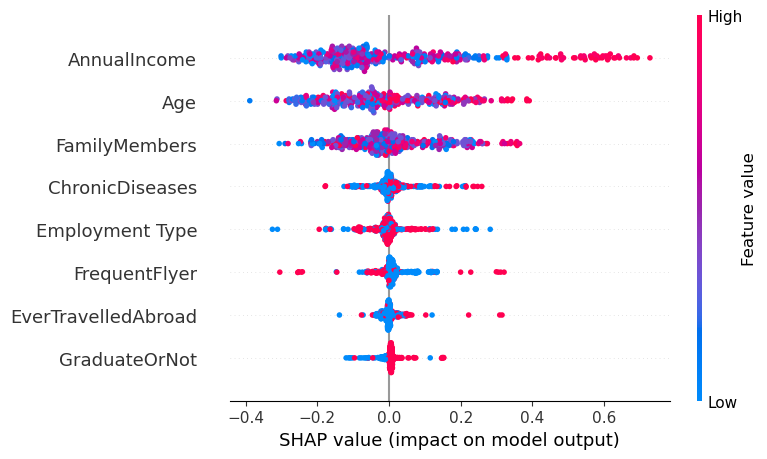 High
AnnualIncome
Age
FamilyMembers
ChronicDiseases
Employment Type
FrequentFlyer
EverTravelledAbroad
GraduateOrNot
Feature value
Low
−0.4 −0.2 0.0 0.2 0.4 0.6
SHAP value (impact on model output)